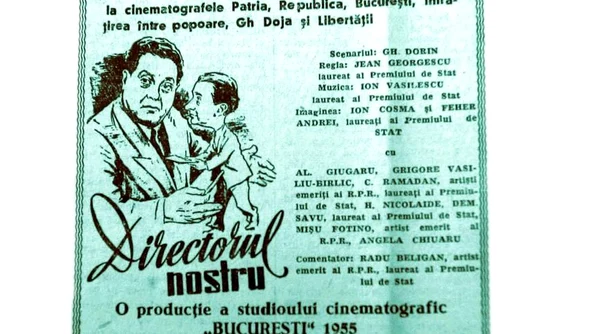 la cinematografele Patria, Republica, București, Înfră-
țirea între popoare, Gh Doja și Libertății
Scenariul: GH. DORIN
Regia: JEAN GEORGESCU
laureat al Premiului de Stat
Muzica: ION VASILESCU
laureat al Premiului de Stat
Imaginea: ION COSMA și FEHER
ANDREI, laureați al Premiului de
STAT
cu
AL. GIUGARU, GRIGORE VASI-
LIU-BIRLIC, C. RAMADAN, artiști
emeriți ai R.P.R., laureați ai Premiu-
lui de Stat, H. NICOLAIDE, DEM.
SAVU, laureat al Premiului de Stat,
MIȘU FOTINO, artist emerit al
R.P.R., ANGELA CHIUARU
Comentator: RADU BELIGAN, artist
emerit al R.P.R., laureat al Premiu-
lui de Stat
Directorul
nostru
O producție a studioului cinematografic
„BUCUREȘTI" 1955